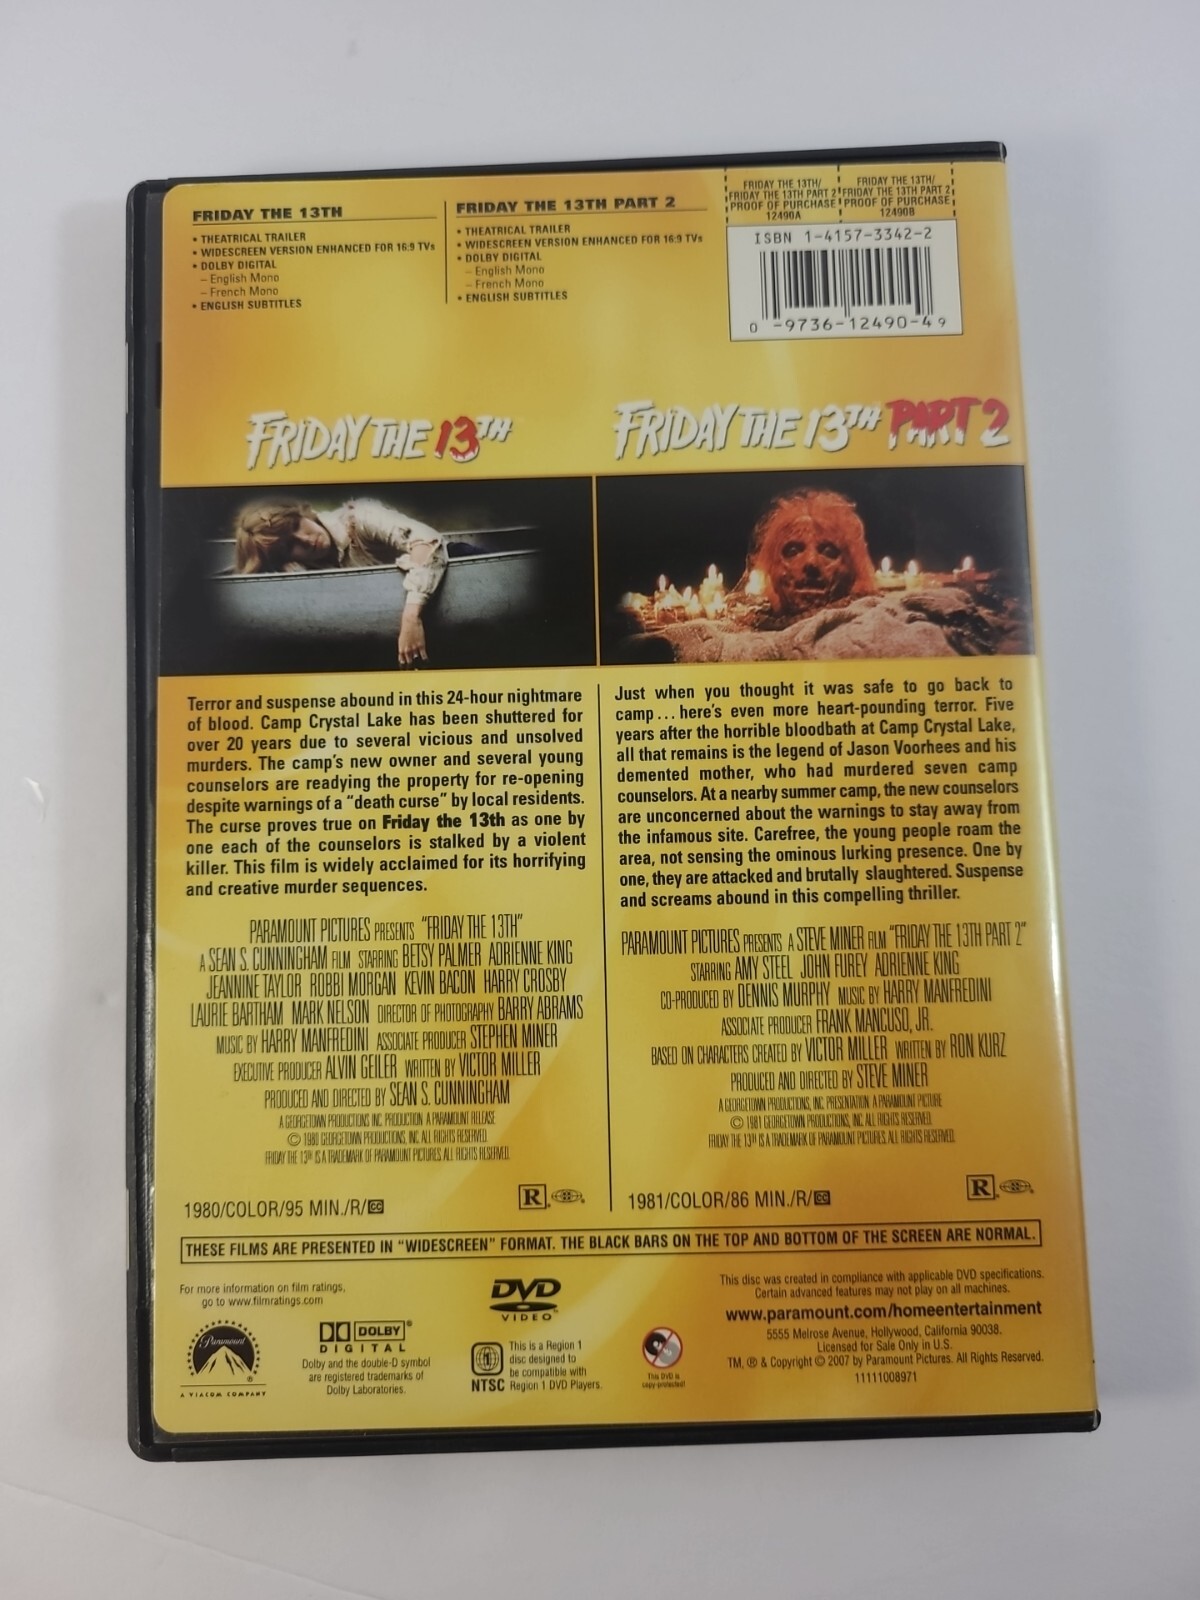 FRIDAY THE 13TH
• THEATRICAL TRAILER
• WIDESCREEN VERSION ENHANCED FOR 16:9 TVs
• DOLBY DIGITAL
– English Mono
– French Mono
• ENGLISH SUBTITLES
FRIDAY THE 13TH PART 2
• THEATRICAL TRAILER
• WIDESCREEN VERSION ENHANCED FOR 16:9 TVs
• DOLBY DIGITAL
– English Mono
– French Mono
• ENGLISH SUBTITLES
FRIDAY THE 13TH/
FRIDAY THE 13TH PART 2
PROOF OF PURCHASE
12490A
FRIDAY THE 13TH/
FRIDAY THE 13TH PART 2
PROOF OF PURCHASE
12490B
ISBN 1-4157-3342-2
0 -9736-12490-4 9
FRIDAY THE 13TH
FRIDAY THE 13TH PART 2
Terror and suspense abound in this 24-hour nightmare
of blood. Camp Crystal Lake has been shuttered for
over 20 years due to several vicious and unsolved
murders. The camp's new owner and several young
counselors are readying the property for re-opening
despite warnings of a "death curse" by local residents.
The curse proves true on Friday the 13th as one by
one each of the counselors is stalked by a violent
killer. This film is widely acclaimed for its horrifying
and creative murder sequences.
PARAMOUNT PICTURES PRESENTS "FRIDAY THE 13TH"
A SEAN S. CUNNINGHAM FILM STARRING BETSY PALMER ADRIENNE KING
JEANNINE TAYLOR ROBBI MORGAN KEVIN BACON HARRY CROSBY
LAURIE BARTHAM MARK NELSON DIRECTOR OF PHOTOGRAPHY BARRY ABRAMS
MUSIC BY HARRY MANFREDINI ASSOCIATE PRODUCER STEPHEN MINER
EXECUTIVE PRODUCER ALVIN GEILER WRITTEN BY VICTOR MILLER
PRODUCED AND DIRECTED BY SEAN S. CUNNINGHAM
A GEORGETOWN PRODUCTIONS INC. PRODUCTION A PARAMOUNT RELEASE
© 1980 GEORGETOWN PRODUCTIONS, INC. ALL RIGHTS RESERVED.
FRIDAY THE 13TH IS A TRADEMARK OF PARAMOUNT PICTURES. ALL RIGHTS RESERVED.
1980/COLOR/95 MIN./R/CC
R
Just when you thought it was safe to go back to
camp... here's even more heart-pounding terror. Five
years after the horrible bloodbath at Camp Crystal Lake,
all that remains is the legend of Jason Voorhees and his
demented mother, who had murdered seven camp
counselors. At a nearby summer camp, the new counselors
are unconcerned about the warnings to stay away from
the infamous site. Carefree, the young people roam the
area, not sensing the ominous lurking presence. One by
one, they are attacked and brutally slaughtered. Suspense
and screams abound in this compelling thriller.
PARAMOUNT PICTURES PRESENTS A STEVE MINER FILM "FRIDAY THE 13TH PART 2"
STARRING AMY STEEL JOHN FUREY ADRIENNE KING
CO-PRODUCED BY DENNIS MURPHY MUSIC BY HARRY MANFREDINI
ASSOCIATE PRODUCER FRANK MANCUSO, JR.
BASED ON CHARACTERS CREATED BY VICTOR MILLER WRITTEN BY RON KURZ
PRODUCED AND DIRECTED BY STEVE MINER
A GEORGETOWN PRODUCTIONS, INC. PRESENTATION A PARAMOUNT PICTURE
© 1981 GEORGETOWN PRODUCTIONS, INC. ALL RIGHTS RESERVED.
FRIDAY THE 13TH IS A TRADEMARK OF PARAMOUNT PICTURES. ALL RIGHTS RESERVED.
1981/COLOR/86 MIN./R/CC
R
THESE FILMS ARE PRESENTED IN "WIDESCREEN" FORMAT. THE BLACK BARS ON THE TOP AND BOTTOM OF THE SCREEN ARE NORMAL.
For more information on film ratings,
go to www.filmratings.com
Paramount
A VIACOM COMPANY
DOLBY
DIGITAL
Dolby and the double-D symbol
are registered trademarks of
Dolby Laboratories.
DVD
VIDEO™
1
NTSC
This is a Region 1
disc designed to
be compatible with
Region 1 DVD Players.
This DVD is
copy-protected!
This disc was created in compliance with applicable DVD specifications.
Certain advanced features may not play on all machines.
www.paramount.com/homeentertainment
5555 Melrose Avenue, Hollywood, California 90038.
Licensed for Sale Only in U.S.
TM, ® & Copyright © 2007 by Paramount Pictures. All Rights Reserved.
11111008971